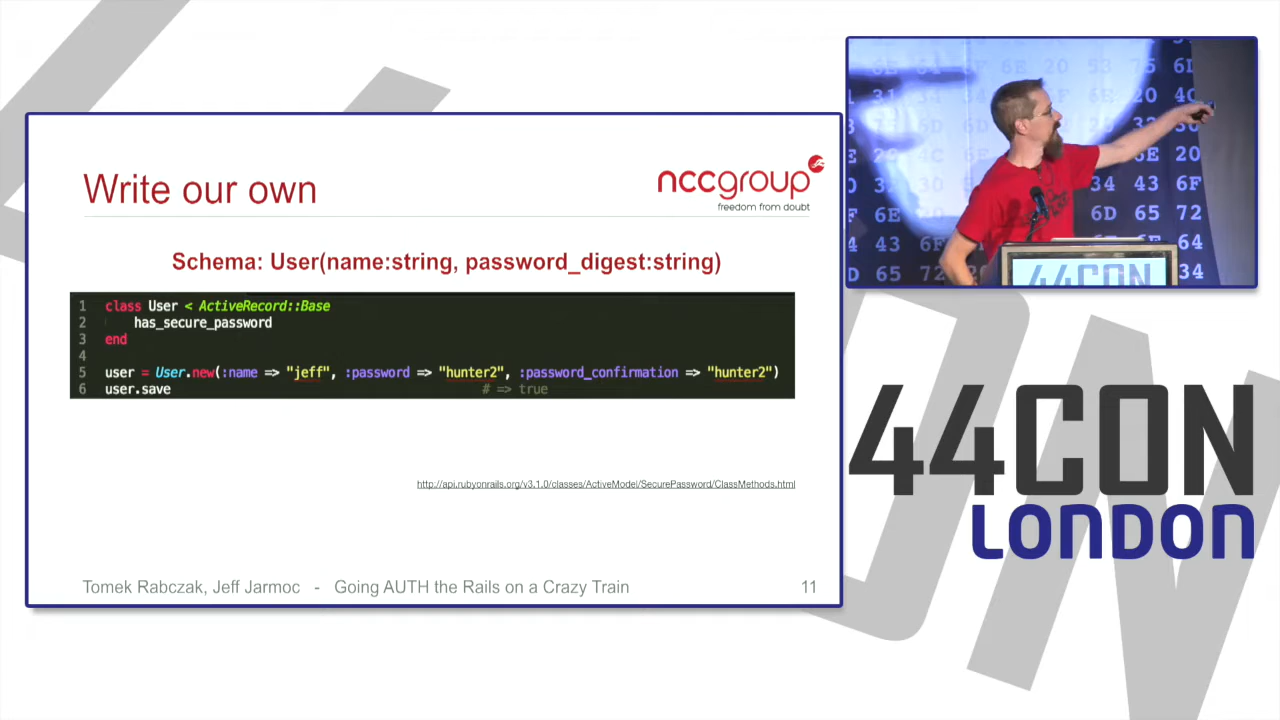 Write our own
nccgroup
freedom from doubt
Schema: User(name:string, password_digest:string)
1 class User < ActiveRecord::Base
2 has_secure_password
3 end
4
5 user = User.new(:name => "jeff", :password => "hunter2", :password_confirmation => "hunter2")
6 user.save # => true
http://api.rubyonrails.org/v3.1.0/classes/ActiveModel/SecurePassword/ClassMethods.html
Tomek Rabczak, Jeff Jarmoc - Going AUTH the Rails on a Crazy Train 11
44CON
44CON
LONDON